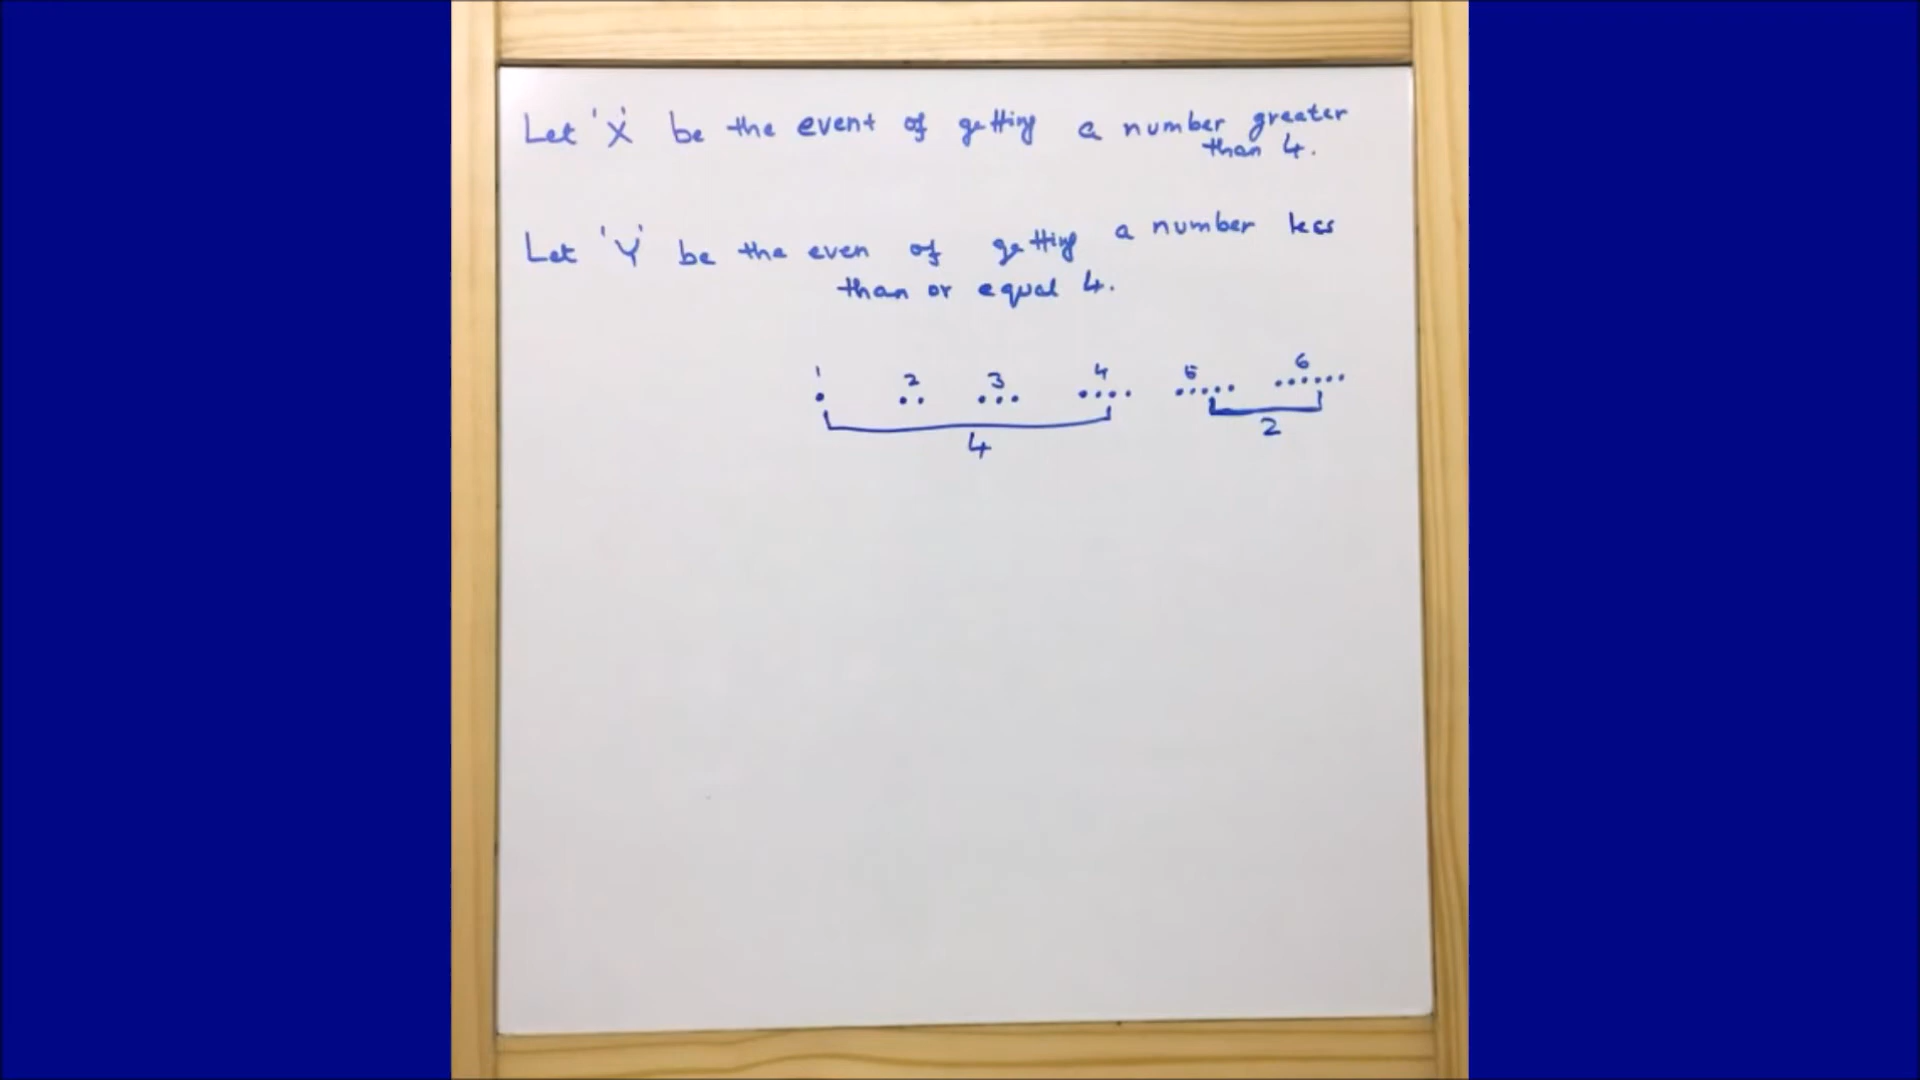 Let 'X' be the event of getting a number greater
than 4.
Let 'Y' be the even of getting a number less
than or equal 4.
1 2 3 4 5 6
4 2